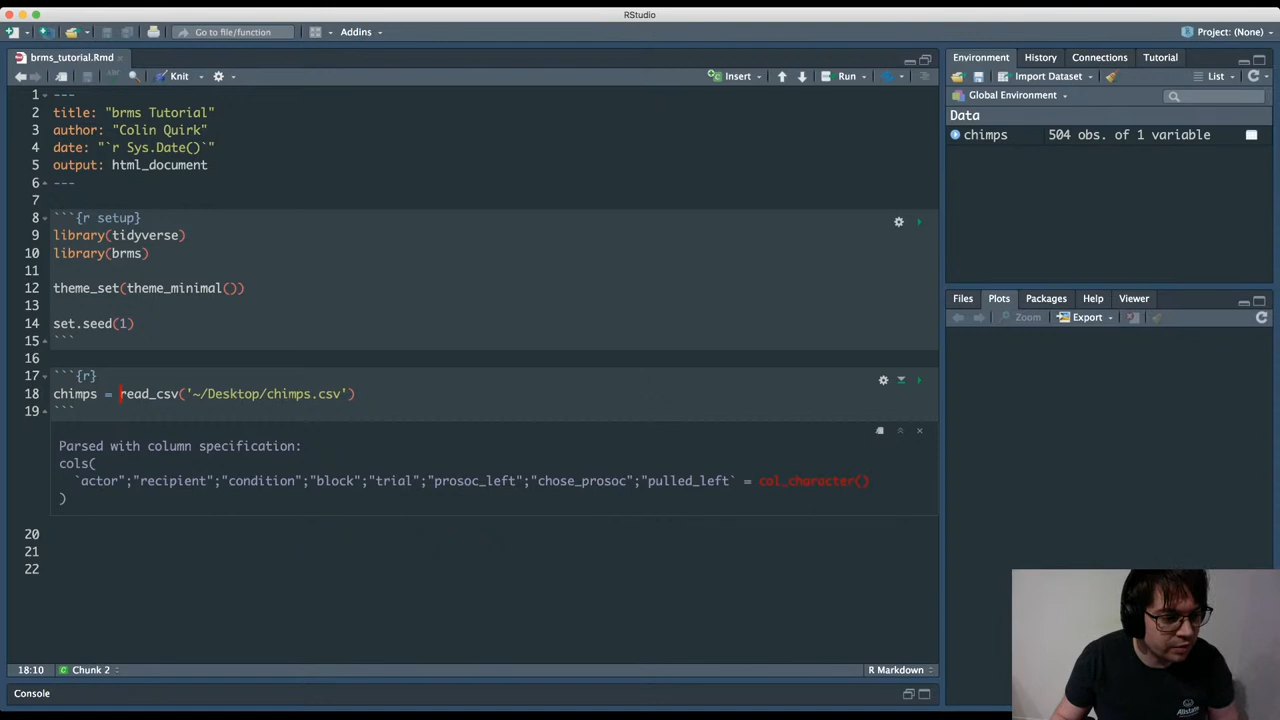 RStudio
Go to file/function
Addins
Project: (None)
brms_tutorial.Rmd
Knit
Insert
Run
1 ---
2 title: "brms Tutorial"
3 author: "Colin Quirk"
4 date: "`r Sys.Date()`"
5 output: html_document
6 ---
7
8 ```{r setup}
9 library(tidyverse)
10 library(brms)
11
12 theme_set(theme_minimal())
13
14 set.seed(1)
15 ```
16
17 ```{r}
18 chimps = read_csv('~/Desktop/chimps.csv')
19 ```
Parsed with column specification:
cols(
`actor";"recipient";"condition";"block";"trial";"prosoc_left";"chose_prosoc";"pulled_left` = col_character()
)
20
21
22
18:10
Chunk 2
R Markdown
Console
Environment
History
Connections
Tutorial
Import Dataset
List
Global Environment
Data
chimps 504 obs. of 1 variable
Files
Plots
Packages
Help
Viewer
Zoom
Export
Allstate